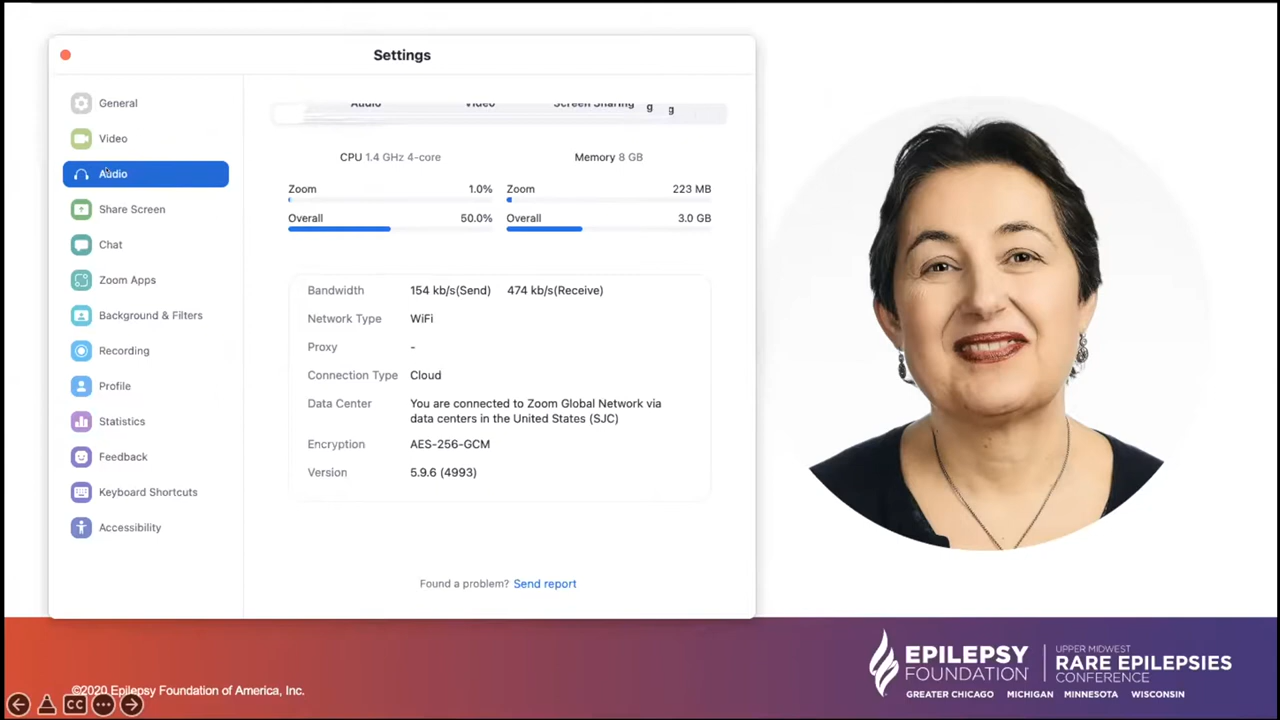 Settings
General
Video
Audio
Share Screen
Chat
Zoom Apps
Background & Filters
Recording
Profile
Statistics
Feedback
Keyboard Shortcuts
Accessibility
Audio Video Screen Sharing
CPU 1.4 GHz 4-core Memory 8 GB
Zoom 1.0% Zoom 223 MB
Overall 50.0% Overall 3.0 GB
Bandwidth 154 kb/s(Send) 474 kb/s(Receive)
Network Type WiFi
Proxy -
Connection Type Cloud
Data Center You are connected to Zoom Global Network via
data centers in the United States (SJC)
Encryption AES-256-GCM
Version 5.9.6 (4993)
Found a problem? Send report
©2020 Epilepsy Foundation of America, Inc.
CC
EPILEPSY
FOUNDATION
UPPER MIDWEST
RARE EPILEPSIES
CONFERENCE
GREATER CHICAGO MICHIGAN MINNESOTA WISCONSIN